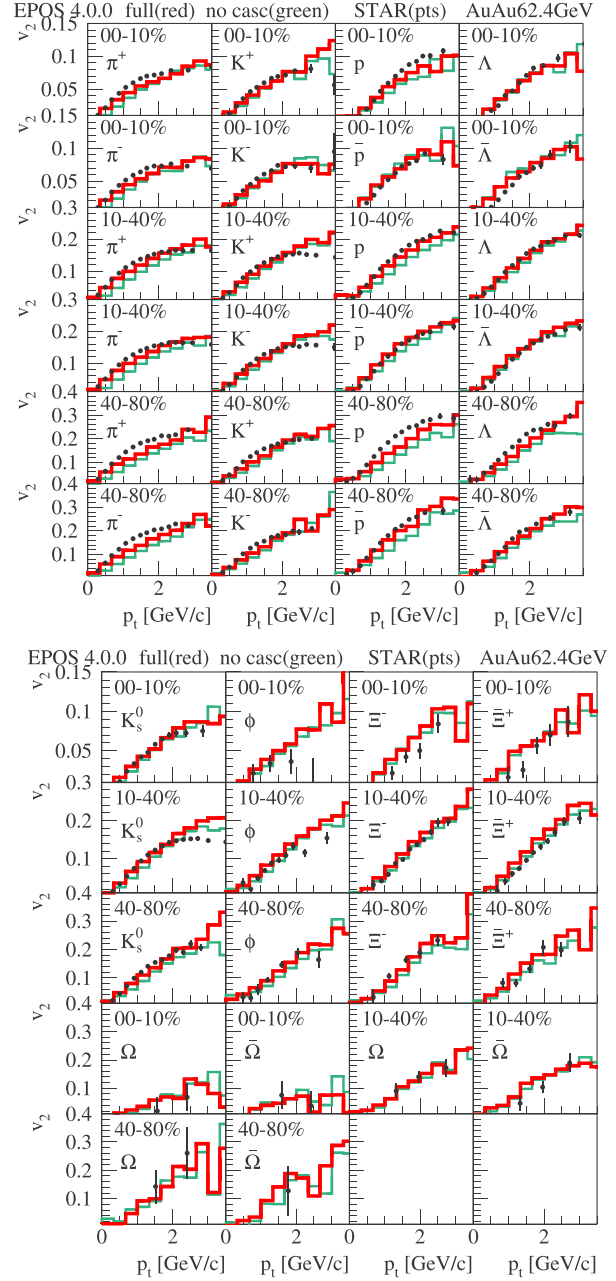 EPOS 4.0.0 full(red) no casc(green) STAR(pts) AuAu62.4GeV
v2 0.15 00-10% 00-10% 00-10% 00-10%
0.1 π+ K+ p Λ
0.05
v2 0.15 00-10% 00-10% 00-10% 00-10%
0.1 π- K- p̄ Λ̄
0.05
v2 0.3 10-40% 10-40% 10-40% 10-40%
0.2 π+ K+ p Λ
0.1
v2 0.3 10-40% 10-40% 10-40% 10-40%
0.2 π- K- p̄ Λ̄
0.1
v2 0.4 40-80% 40-80% 40-80% 40-80%
0.3 π+ K+ p Λ
0.2
0.1
v2 0.4 40-80% 40-80% 40-80% 40-80%
0.3 π- K- p̄ Λ̄
0.2
0.1
0 2 0 2 0 2 0 2
pt [GeV/c] pt [GeV/c] pt [GeV/c] pt [GeV/c]
EPOS 4.0.0 full(red) no casc(green) STAR(pts) AuAu62.4GeV
v2 0.15 00-10% 00-10% 00-10% 00-10%
0.1 Ks0 ϕ Ξ- Ξ̄+
0.05
v2 0.3 10-40% 10-40% 10-40% 10-40%
0.2 Ks0 ϕ Ξ- Ξ̄+
0.1
v2 0.4 40-80% 40-80% 40-80% 40-80%
0.3 Ks0 ϕ Ξ- Ξ̄+
0.2
0.1
v2 0.4 00-10% 00-10% 10-40% 10-40%
0.3 Ω Ω̄ Ω Ω̄
0.2
0.1
v2 0.4 40-80% 40-80%
0.3 Ω Ω̄
0.2
0.1
0 2 0 2 0 2 0 2
pt [GeV/c] pt [GeV/c] pt [GeV/c] pt [GeV/c]